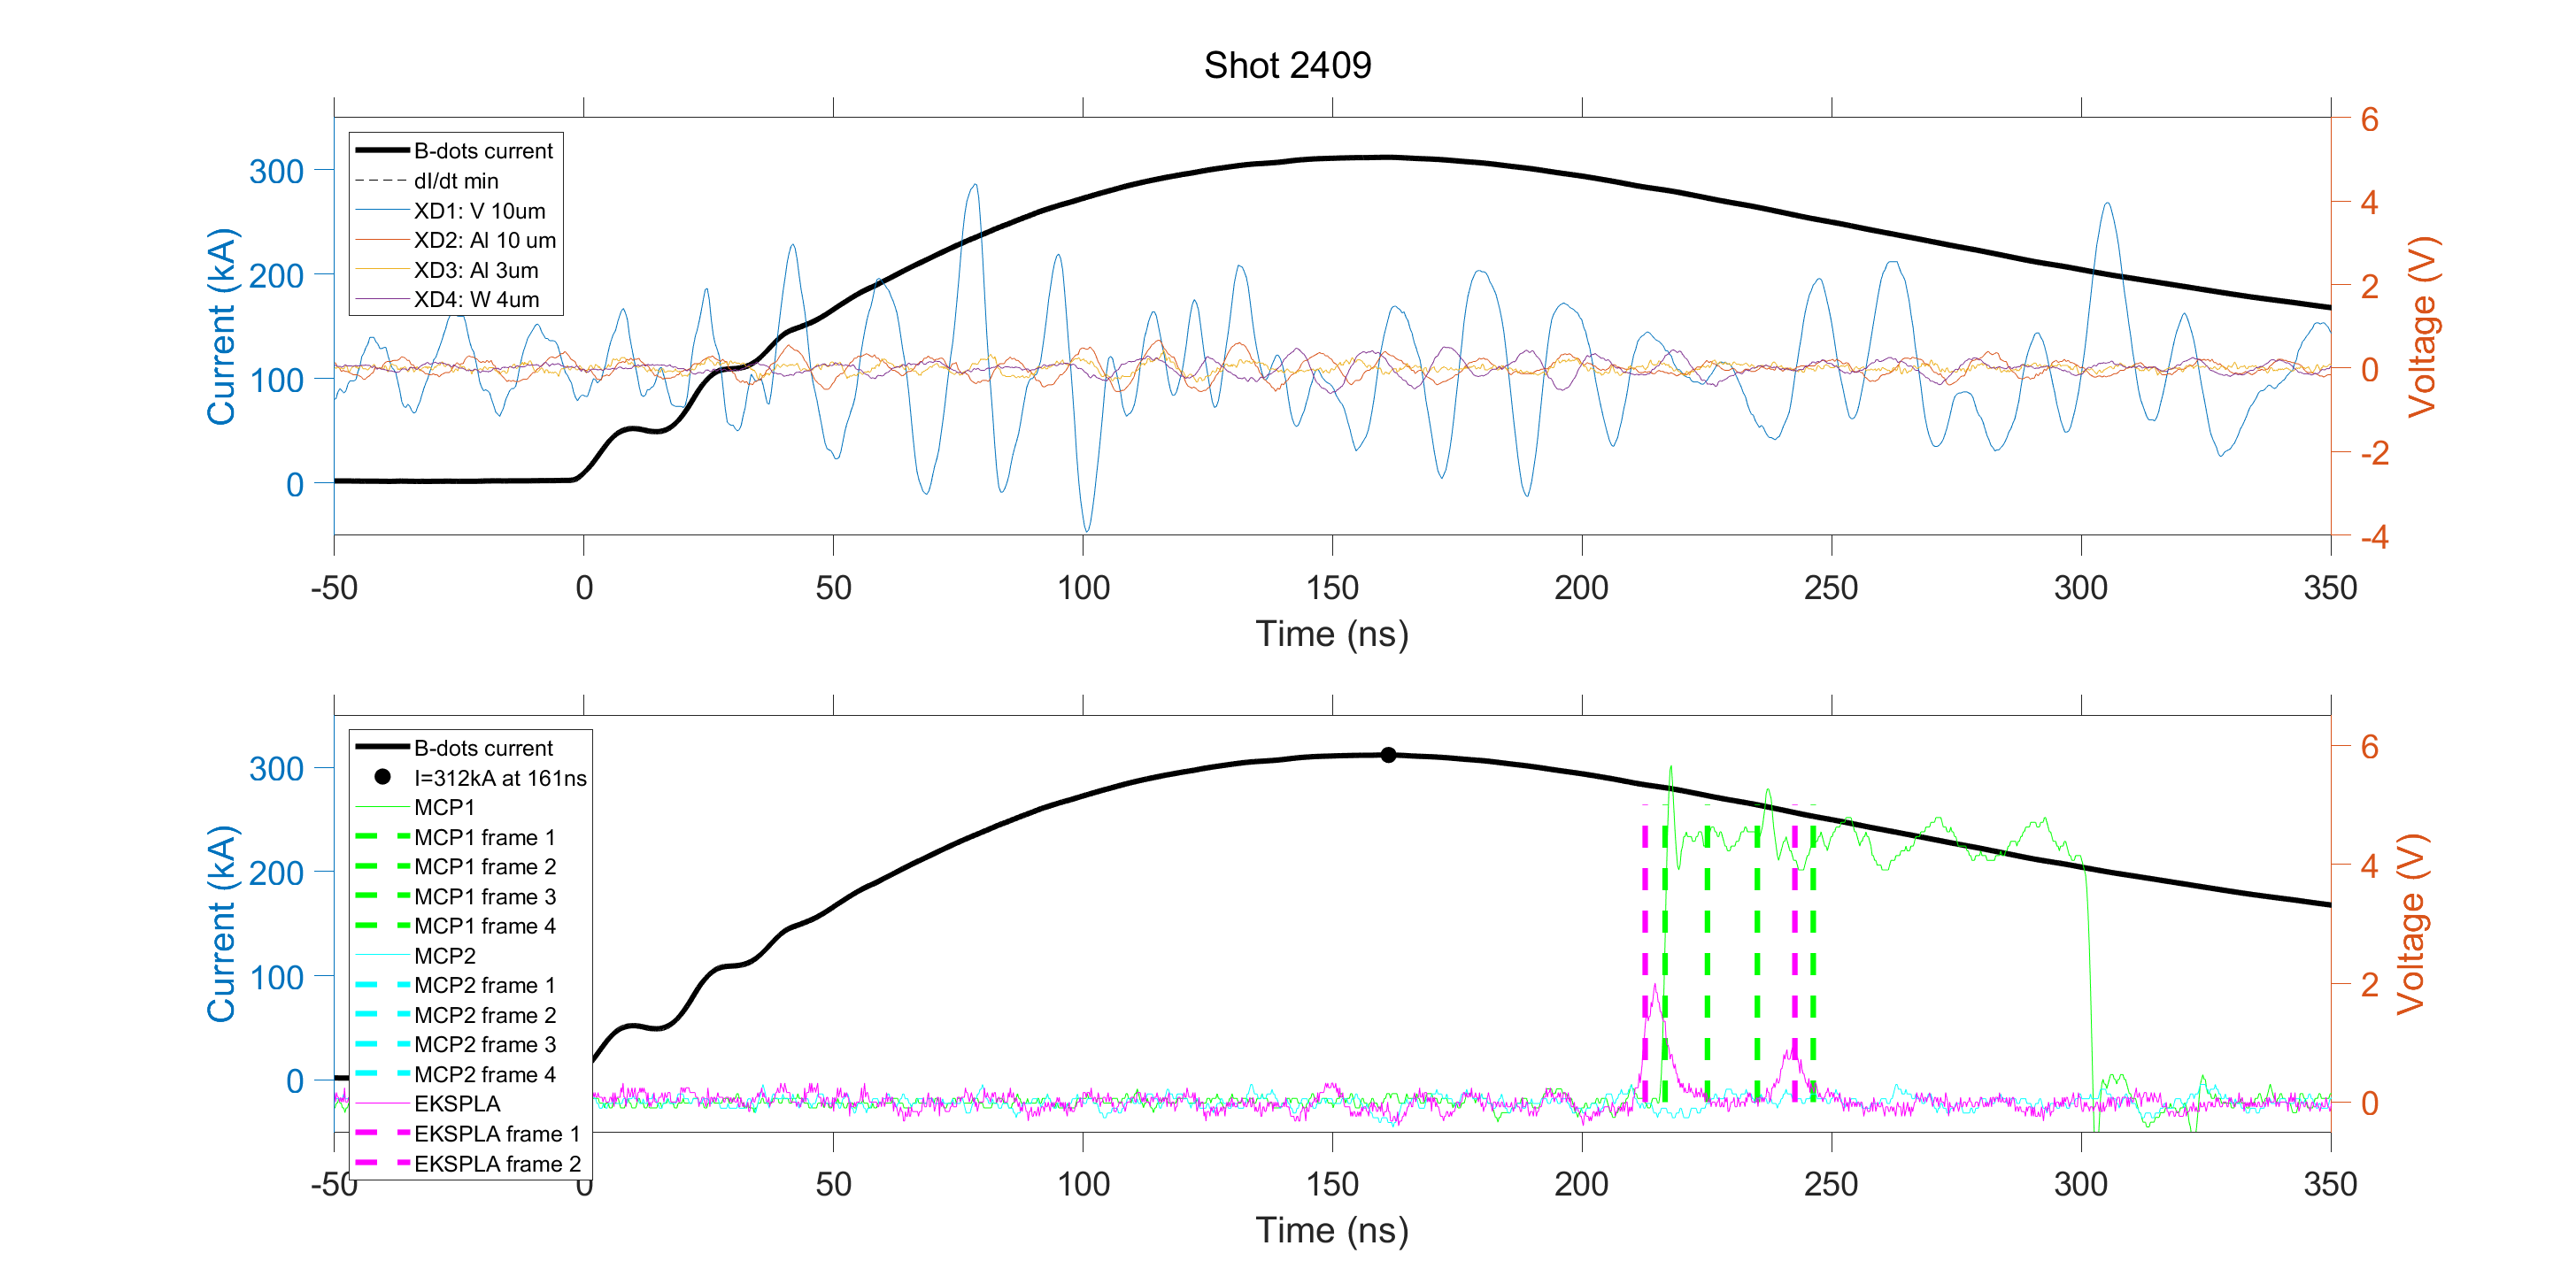 Shot 2409
B-dots current
dI/dt min
XD1: V 10um
XD2: Al 10 um
XD3: Al 3um
XD4: W 4um
300
200
100
0
Current (kA)
6
4
2
0
-2
-4
Voltage (V)
-50 0 50 100 150 200 250 300 350
Time (ns)
B-dots current
I=312kA at 161ns
MCP1
MCP1 frame 1
MCP1 frame 2
MCP1 frame 3
MCP1 frame 4
MCP2
MCP2 frame 1
MCP2 frame 2
MCP2 frame 3
MCP2 frame 4
EKSPLA
EKSPLA frame 1
EKSPLA frame 2
300
200
100
0
Current (kA)
6
4
2
0
Voltage (V)
-50 0 50 100 150 200 250 300 350
Time (ns)